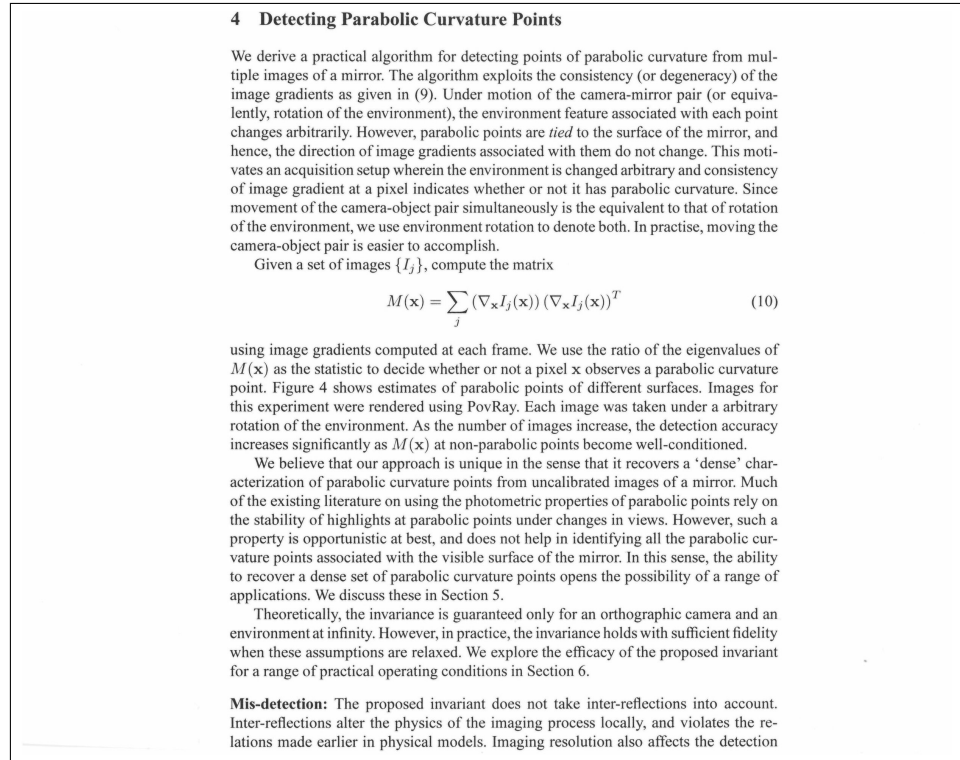 4 Detecting Parabolic Curvature Points
We derive a practical algorithm for detecting points of parabolic curvature from mul-
tiple images of a mirror. The algorithm exploits the consistency (or degeneracy) of the
image gradients as given in (9). Under motion of the camera-mirror pair (or equiva-
lently, rotation of the environment), the environment feature associated with each point
changes arbitrarily. However, parabolic points are tied to the surface of the mirror, and
hence, the direction of image gradients associated with them do not change. This moti-
vates an acquisition setup wherein the environment is changed arbitrary and consistency
of image gradient at a pixel indicates whether or not it has parabolic curvature. Since
movement of the camera-object pair simultaneously is the equivalent to that of rotation
of the environment, we use environment rotation to denote both. In practise, moving the
camera-object pair is easier to accomplish.
Given a set of images {I_j}, compute the matrix
M(x) = ∑_j (∇_x I_j(x)) (∇_x I_j(x))^T (10)
using image gradients computed at each frame. We use the ratio of the eigenvalues of
M(x) as the statistic to decide whether or not a pixel x observes a parabolic curvature
point. Figure 4 shows estimates of parabolic points of different surfaces. Images for
this experiment were rendered using PovRay. Each image was taken under a arbitrary
rotation of the environment. As the number of images increase, the detection accuracy
increases significantly as M(x) at non-parabolic points become well-conditioned.
We believe that our approach is unique in the sense that it recovers a 'dense' char-
acterization of parabolic curvature points from uncalibrated images of a mirror. Much
of the existing literature on using the photometric properties of parabolic points rely on
the stability of highlights at parabolic points under changes in views. However, such a
property is opportunistic at best, and does not help in identifying all the parabolic cur-
vature points associated with the visible surface of the mirror. In this sense, the ability
to recover a dense set of parabolic curvature points opens the possibility of a range of
applications. We discuss these in Section 5.
Theoretically, the invariance is guaranteed only for an orthographic camera and an
environment at infinity. However, in practice, the invariance holds with sufficient fidelity
when these assumptions are relaxed. We explore the efficacy of the proposed invariant
for a range of practical operating conditions in Section 6.
Mis-detection: The proposed invariant does not take inter-reflections into account.
Inter-reflections alter the physics of the imaging process locally, and violates the re-
lations made earlier in physical models. Imaging resolution also affects the detection